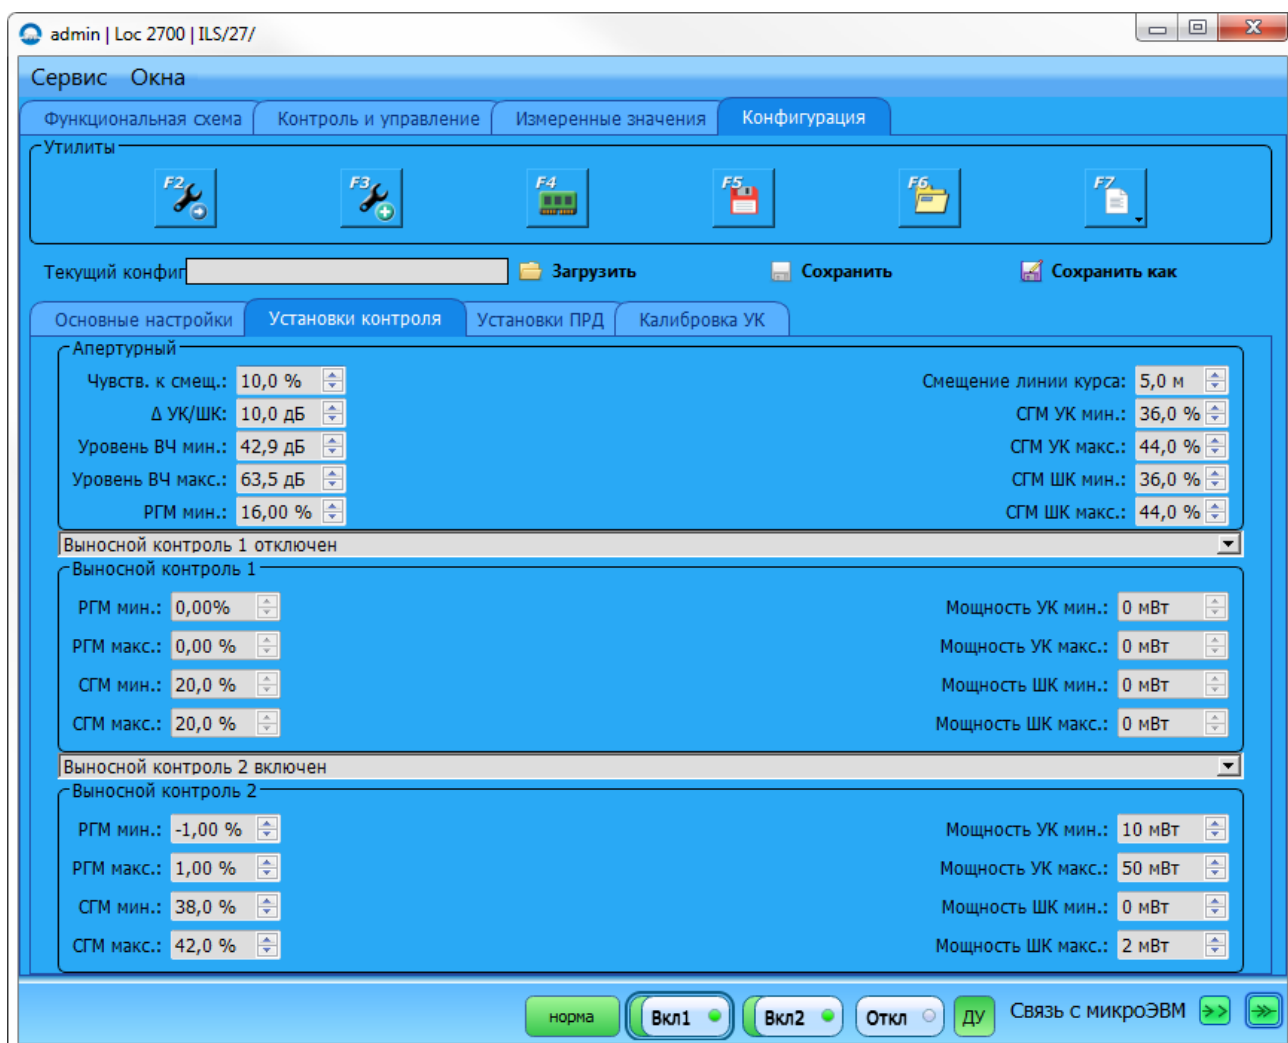 admin | Loc 2700 | ILS/27/
Сервис Окна
Функциональная схема Контроль и управление Измеренные значения Конфигурация
Утилиты
F2 F3 F4 F5 F6 F7
Текущий конфиг Загрузить Сохранить Сохранить как
Основные настройки Установки контроля Установки ПРД Калибровка УК
Апертурный
Чувств. к смещ.: 10,0 % Смещение линии курса: 5,0 м
Δ УК/ШК: 10,0 дБ СГМ УК мин.: 36,0 %
Уровень ВЧ мин.: 42,9 дБ СГМ УК макс.: 44,0 %
Уровень ВЧ макс.: 63,5 дБ СГМ ШК мин.: 36,0 %
РГМ мин.: 16,00 % СГМ ШК макс.: 44,0 %
Выносной контроль 1 отключен
Выносной контроль 1
РГМ мин.: 0,00% Мощность УК мин.: 0 мВт
РГМ макс.: 0,00 % Мощность УК макс.: 0 мВт
СГМ мин.: 20,0 % Мощность ШК мин.: 0 мВт
СГМ макс.: 20,0 % Мощность ШК макс.: 0 мВт
Выносной контроль 2 включен
Выносной контроль 2
РГМ мин.: -1,00 % Мощность УК мин.: 10 мВт
РГМ макс.: 1,00 % Мощность УК макс.: 50 мВт
СГМ мин.: 38,0 % Мощность ШК мин.: 0 мВт
СГМ макс.: 42,0 % Мощность ШК макс.: 2 мВт
норма Вкл1 Вкл2 Откл ДУ Связь с микроЭВМ >>